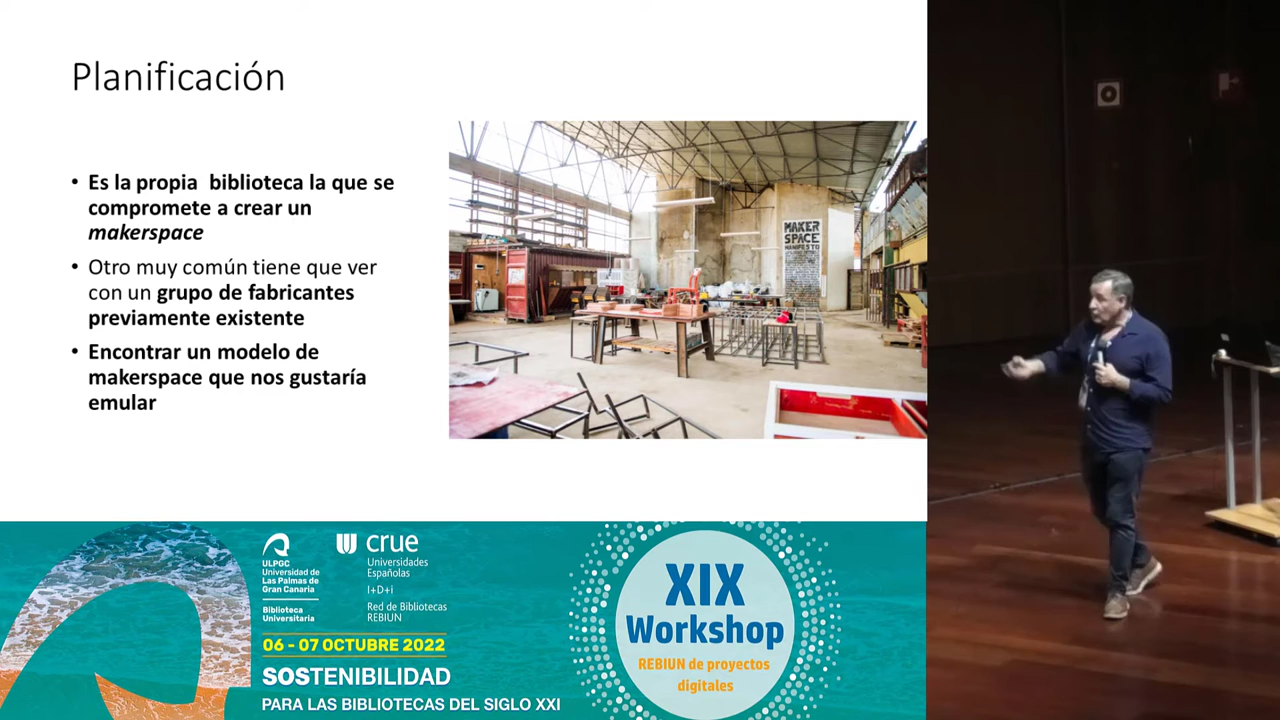 Planificación
• Es la propia biblioteca la que se
compromete a crear un
makerspace
• Otro muy común tiene que ver
con un grupo de fabricantes
previamente existente
• Encontrar un modelo de
makerspace que nos gustaría
emular
MAKER
SPACE
MANIFESTO
ULPGC
Universidad de
Las Palmas de
Gran Canaria
Biblioteca
Universitaria
crue
Universidades
Españolas
I+D+i
Red de Bibliotecas
REBIUN
06 - 07 OCTUBRE 2022
SOSTENIBILIDAD
PARA LAS BIBLIOTECAS DEL SIGLO XXI
XIX
Workshop
REBIUN de proyectos
digitales